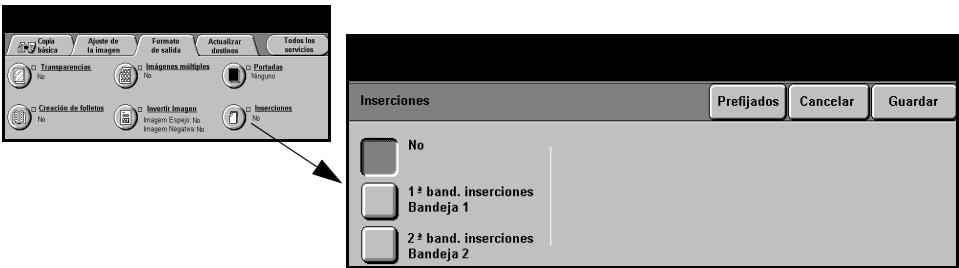 Copia básica
Ajuste de la imagen
Formato de salida
Actualizar destinos
Todos los servicios
Transparencias
No
Imágenes múltiples
No
Portadas
Ninguno
Creación de folletos
No
Invertir Imagen
Imagem Espejo: No
Imagem Negativa: No
Inserciones
No
Inserciones
Prefijados
Cancelar
Guardar
No
1ª band. inserciones
Bandeja 1
2ª band. inserciones
Bandeja 2